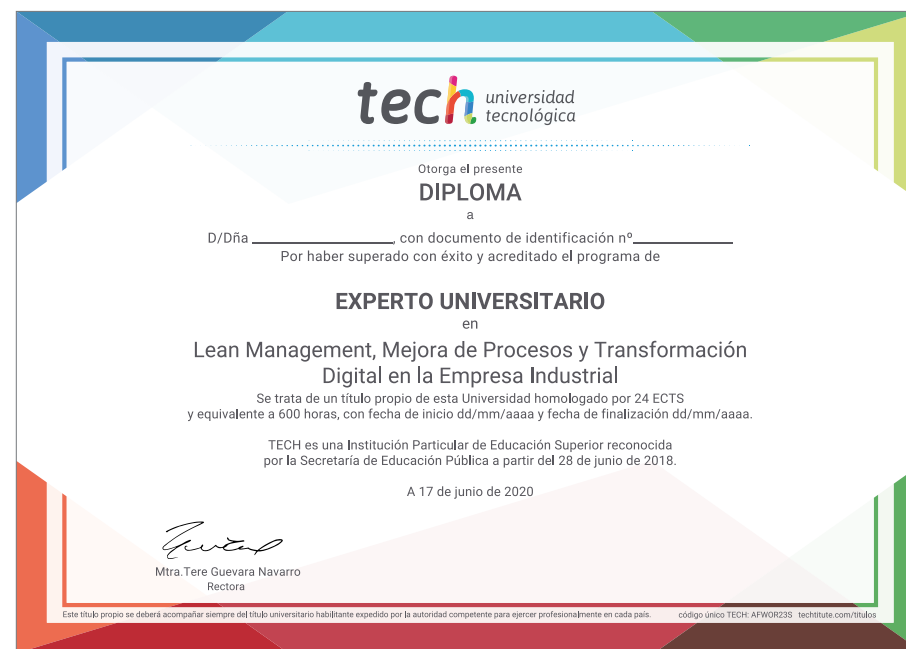 tech universidad
tecnológica
Otorga el presente
DIPLOMA
a
D/Dña ________________, con documento de identificación nº____________
Por haber superado con éxito y acreditado el programa de
EXPERTO UNIVERSITARIO
en
Lean Management, Mejora de Procesos y Transformación
Digital en la Empresa Industrial
Se trata de un título propio de esta Universidad homologado por 24 ECTS
y equivalente a 600 horas, con fecha de inicio dd/mm/aaaa y fecha de finalización dd/mm/aaaa.
TECH es una Institución Particular de Educación Superior reconocida
por la Secretaría de Educación Pública a partir del 28 de junio de 2018.
A 17 de junio de 2020
Mtra.Tere Guevara Navarro
Rectora
Este título propio se deberá acompañar siempre del título universitario habilitante expedido por la autoridad competente para ejercer profesionalmente en cada país. código único TECH: AFWOR23S techtitute.com/titulos